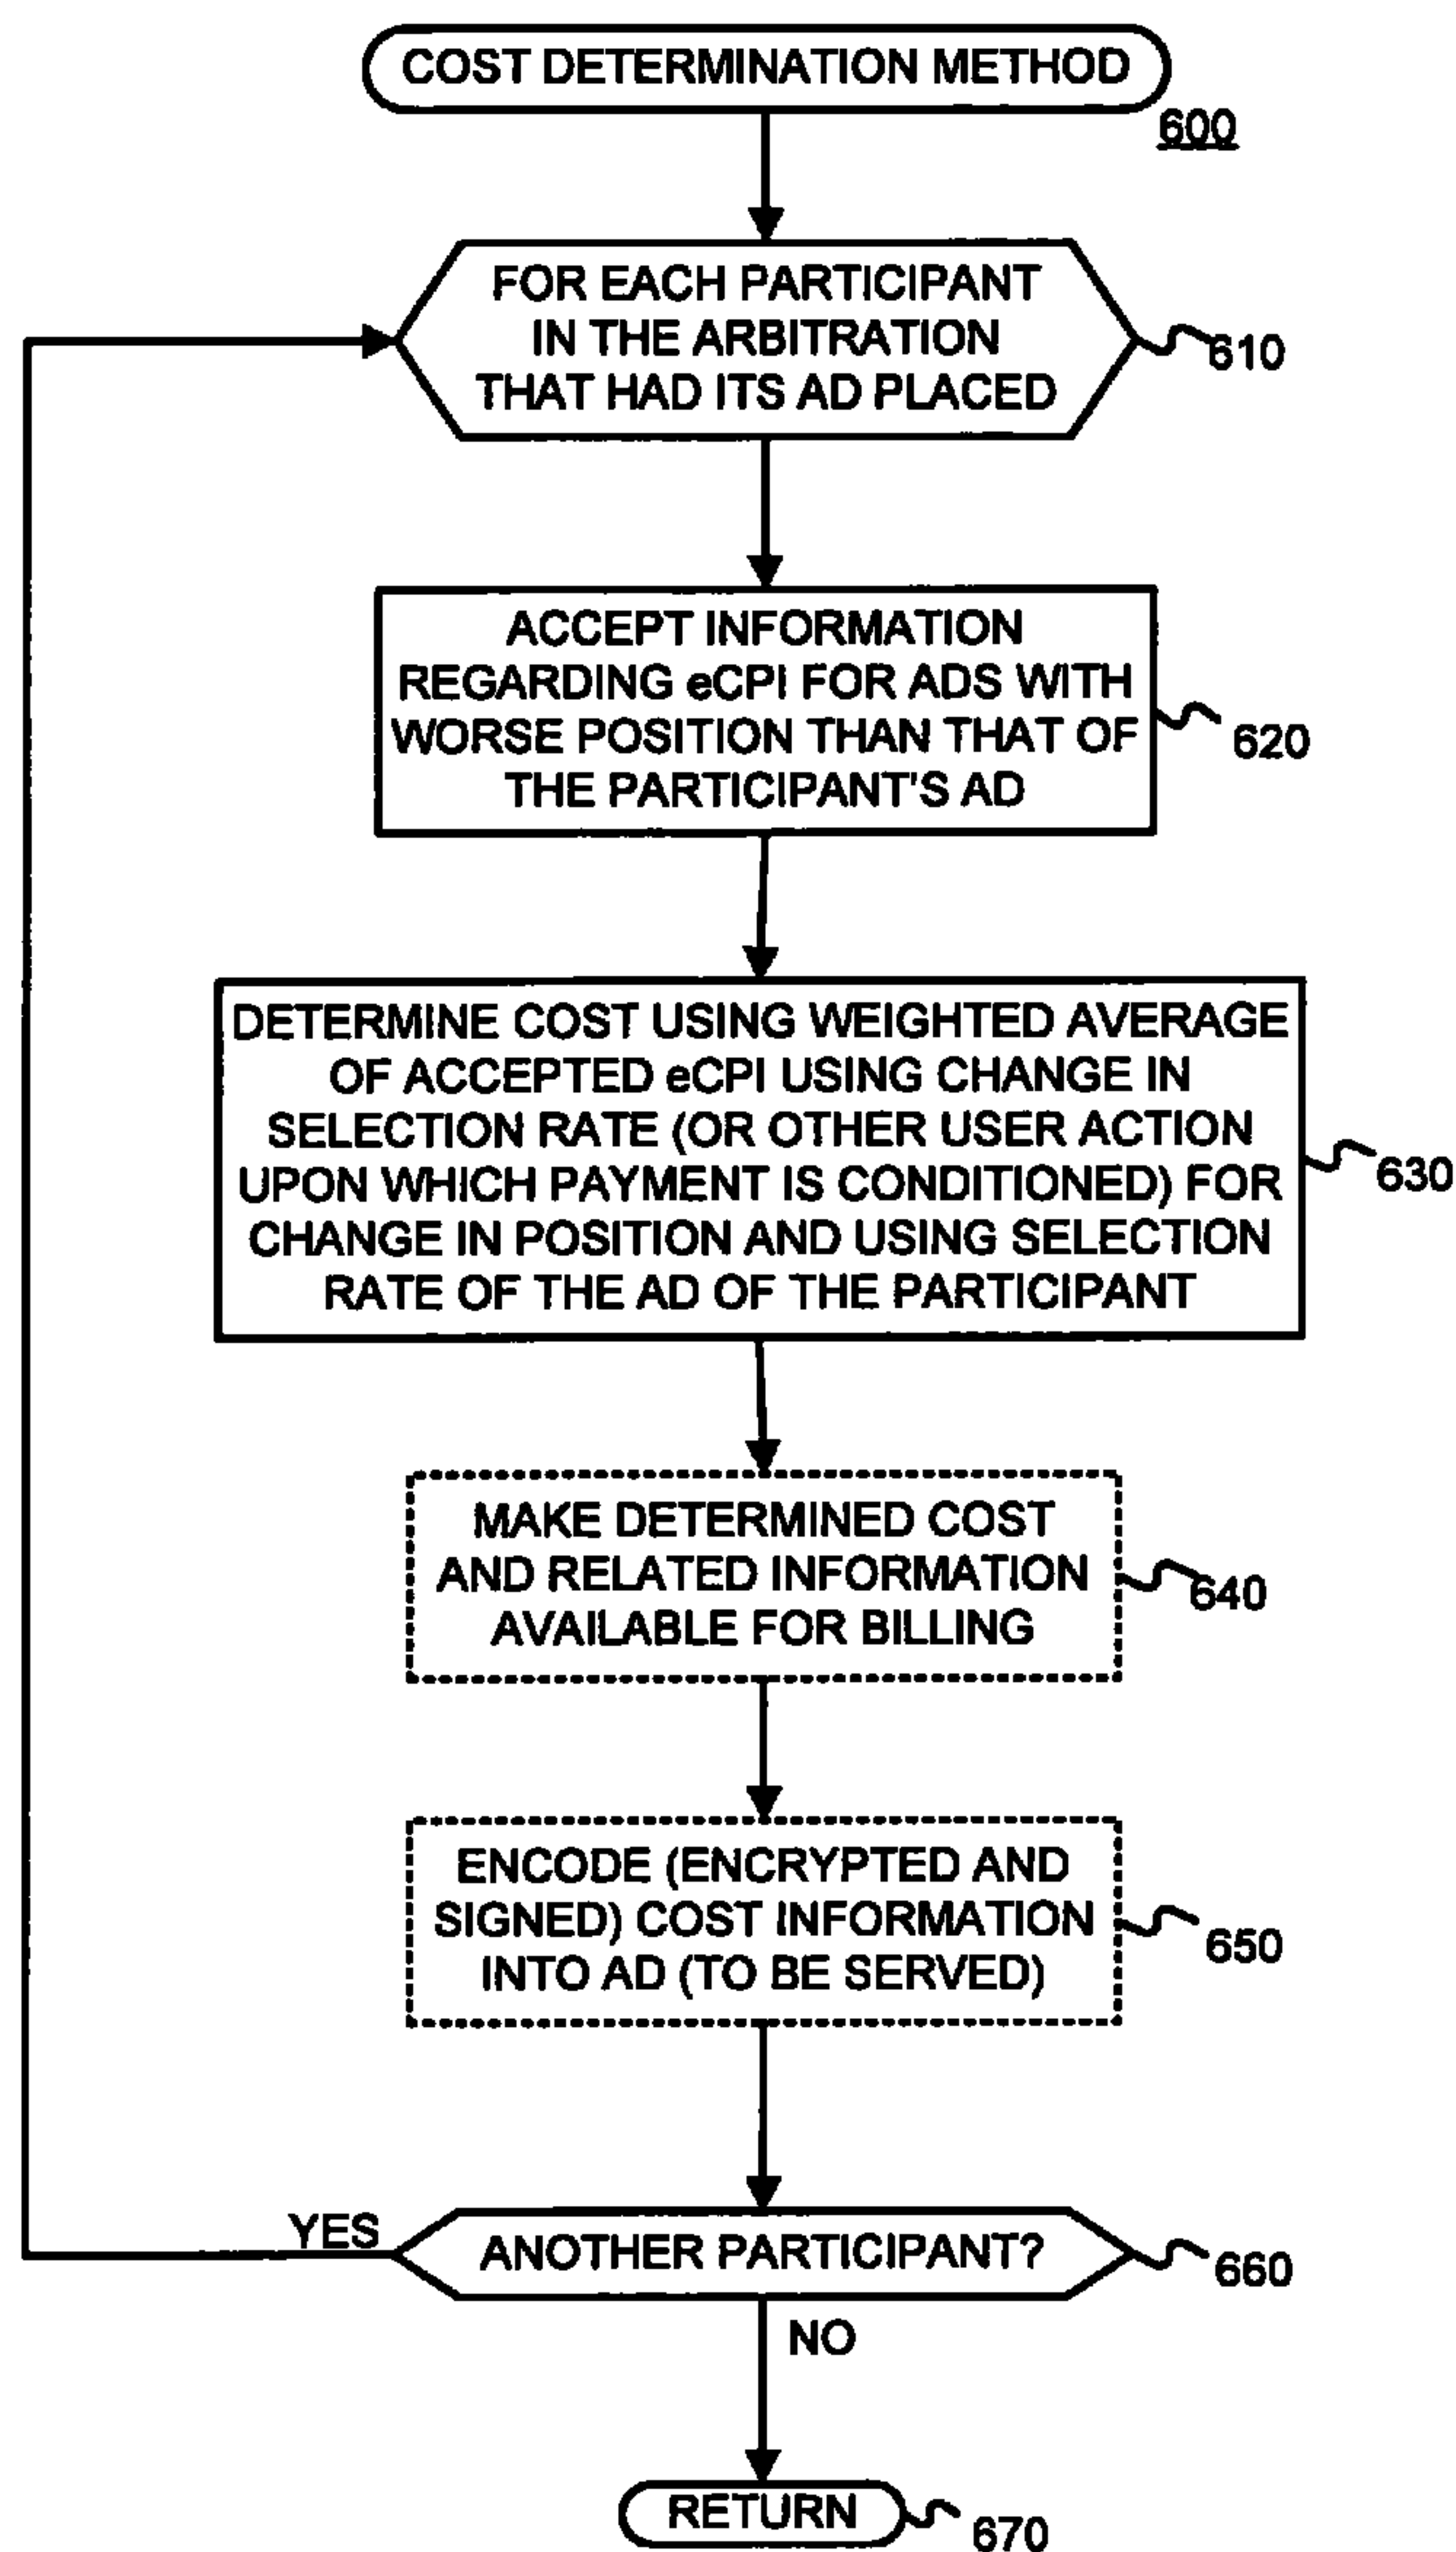 COST DETERMINATION METHOD
600
FOR EACH PARTICIPANT
IN THE ARBITRATION
THAT HAD ITS AD PLACED
610
ACCEPT INFORMATION
REGARDING eCPI FOR ADS WITH
WORSE POSITION THAN THAT OF
THE PARTICIPANT'S AD
620
DETERMINE COST USING WEIGHTED AVERAGE
OF ACCEPTED eCPI USING CHANGE IN
SELECTION RATE (OR OTHER USER ACTION
UPON WHICH PAYMENT IS CONDITIONED) FOR
CHANGE IN POSITION AND USING SELECTION
RATE OF THE AD OF THE PARTICIPANT
630
MAKE DETERMINED COST
AND RELATED INFORMATION
AVAILABLE FOR BILLING
640
ENCODE (ENCRYPTED AND
SIGNED) COST INFORMATION
INTO AD (TO BE SERVED)
650
YES
ANOTHER PARTICIPANT?
660
NO
RETURN
670